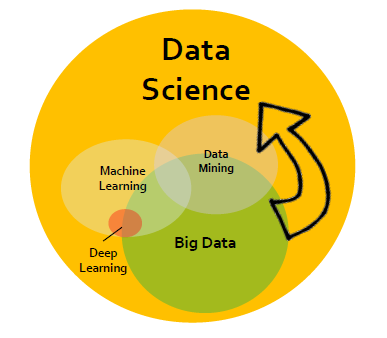 Data
Science
Machine
Learning
Data
Mining
Big Data
Deep
Learning